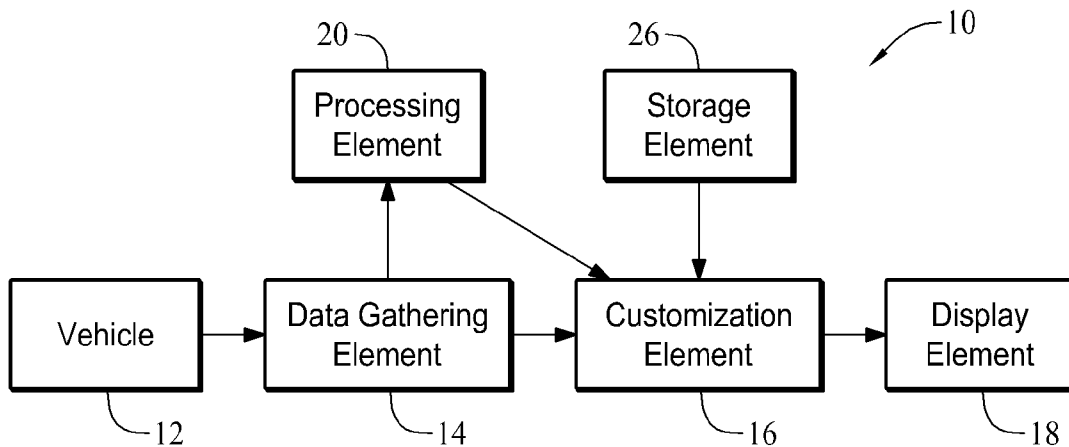 20
26
10
Processing
Element
Storage
Element
Vehicle
Data Gathering
Element
Customization
Element
Display
Element
12
14
16
18